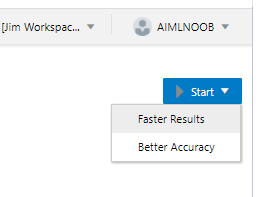 [Jim Workspac... AIMLNOOB
Start
Faster Results
Better Accuracy